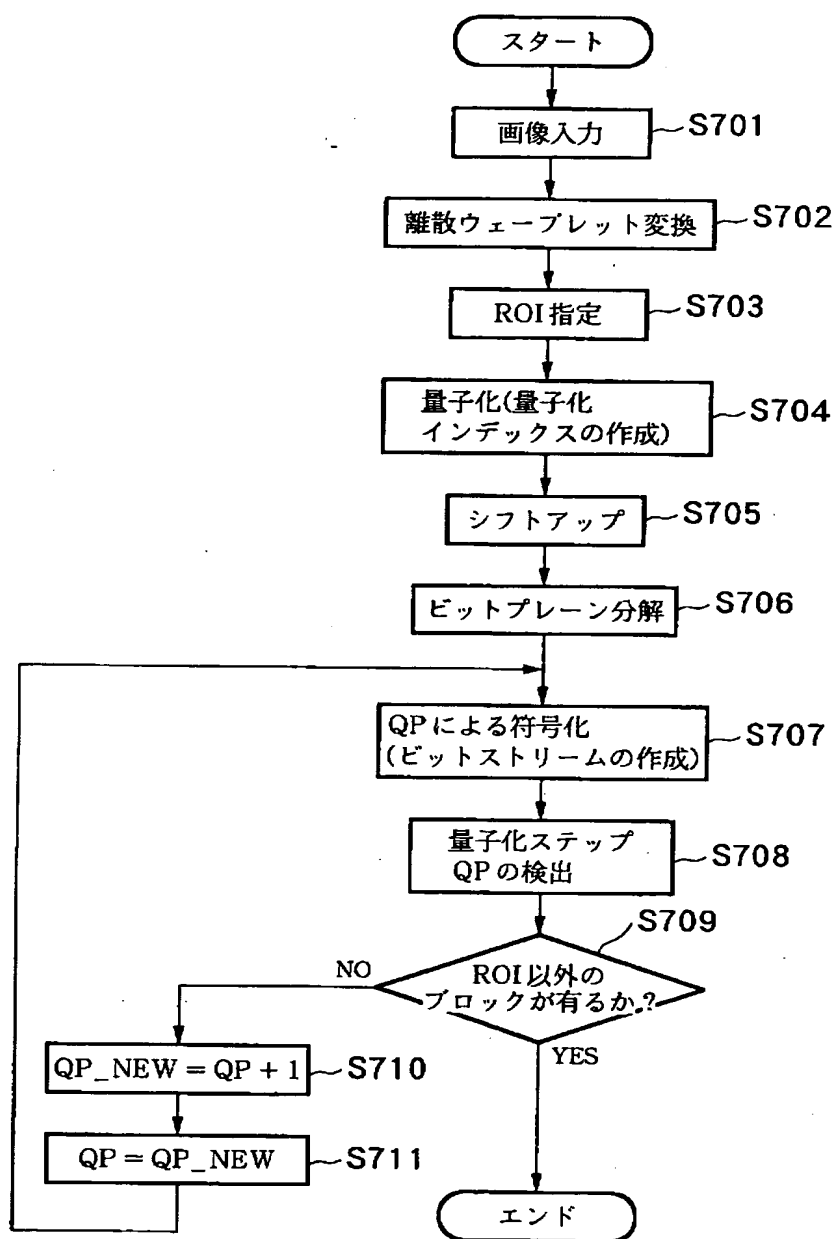 スタート
画像入力
S701
離散ウェーブレット変換
S702
ROI指定
S703
量子化(量子化
インデックスの作成)
S704
シフトアップ
S705
ビットプレーン分解
S706
QPによる符号化
(ビットストリームの作成)
S707
量子化ステップ
QPの検出
S708
S709
ROI以外の
ブロックが有るか?
NO
YES
QP_NEW = QP + 1
S710
QP = QP_NEW
S711
エンド